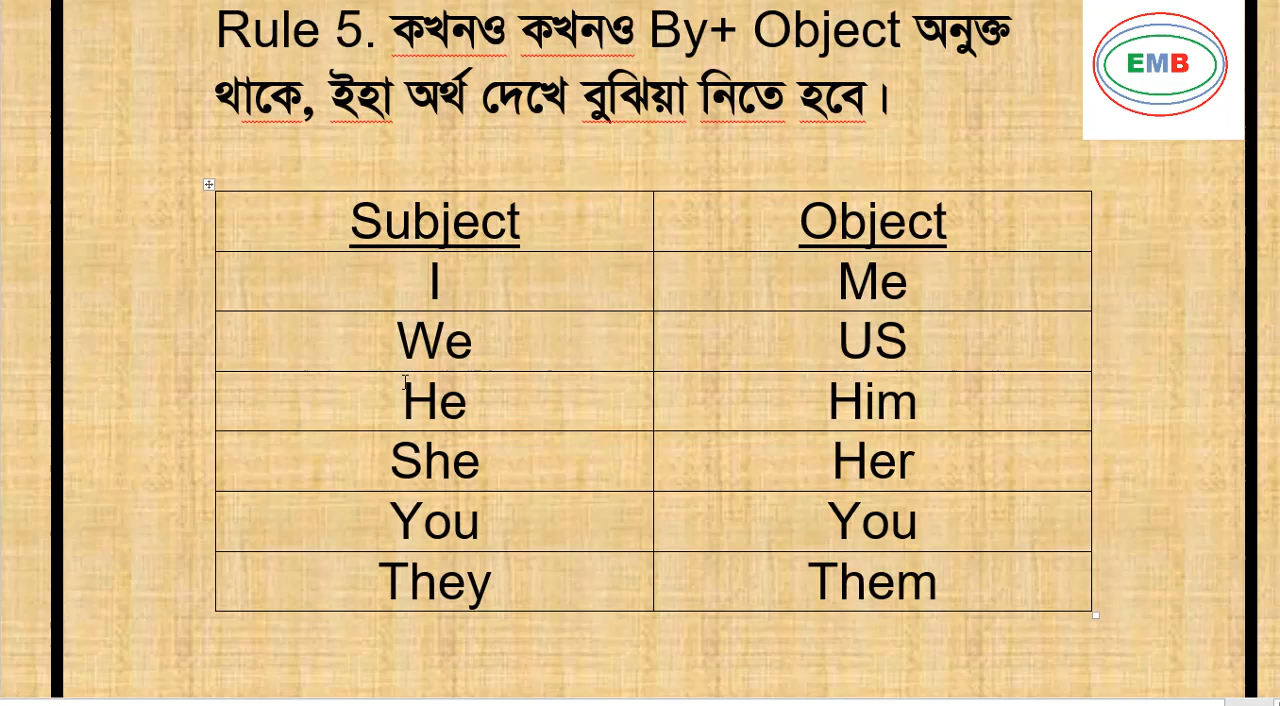 Rule 5. কখনও কখনও By+ Object অনুক্ত
থাকে, ইহা অর্থ দেখে বুঝিয়া নিতে হবে।
EMB
Subject Object
I Me
We US
He Him
She Her
You You
They Them